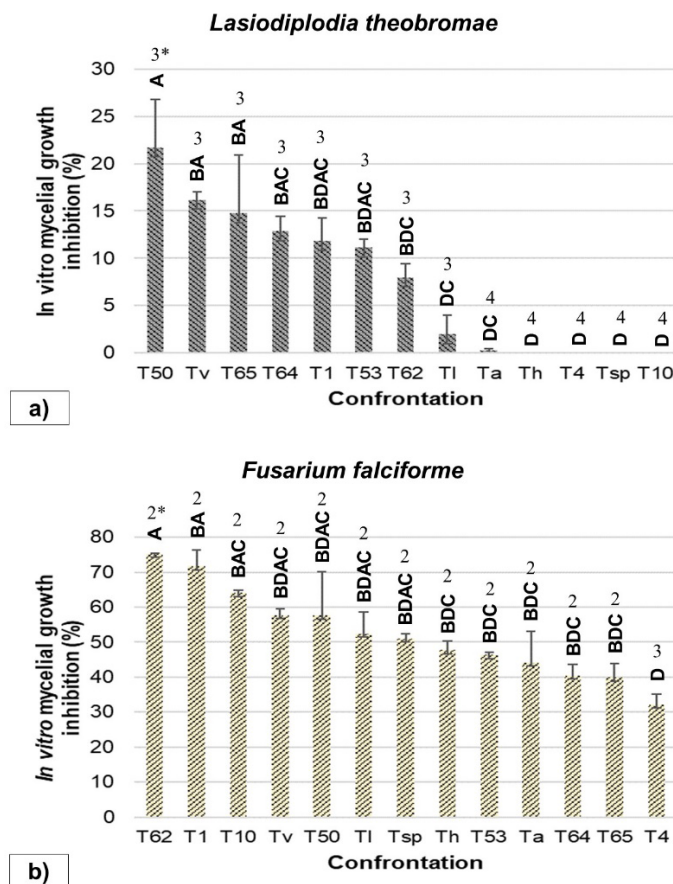 Lasiodiplodia theobromae
In vitro mycelial growth
inhibition (%)
30
25
20
15
10
5
0
3* 3 3 3 3 3 3 3 4 4 4 4 4
A BA BA BAC BDAC BDAC BDC DC DC D D D D
T50 Tv T65 T64 T1 T53 T62 Tl Ta Th T4 Tsp T10
Confrontation
a)
Fusarium falciforme
In vitro mycelial growth
inhibition (%)
80
70
60
50
40
30
20
10
0
2* 2 2 2 2 2 2 2 2 2 2 2 3
A BA BAC BDAC BDAC BDAC BDAC BDC BDC BDC BDC BDC D
T62 T1 T10 Tv T50 Tl Tsp Th T53 Ta T64 T65 T4
Confrontation
b)